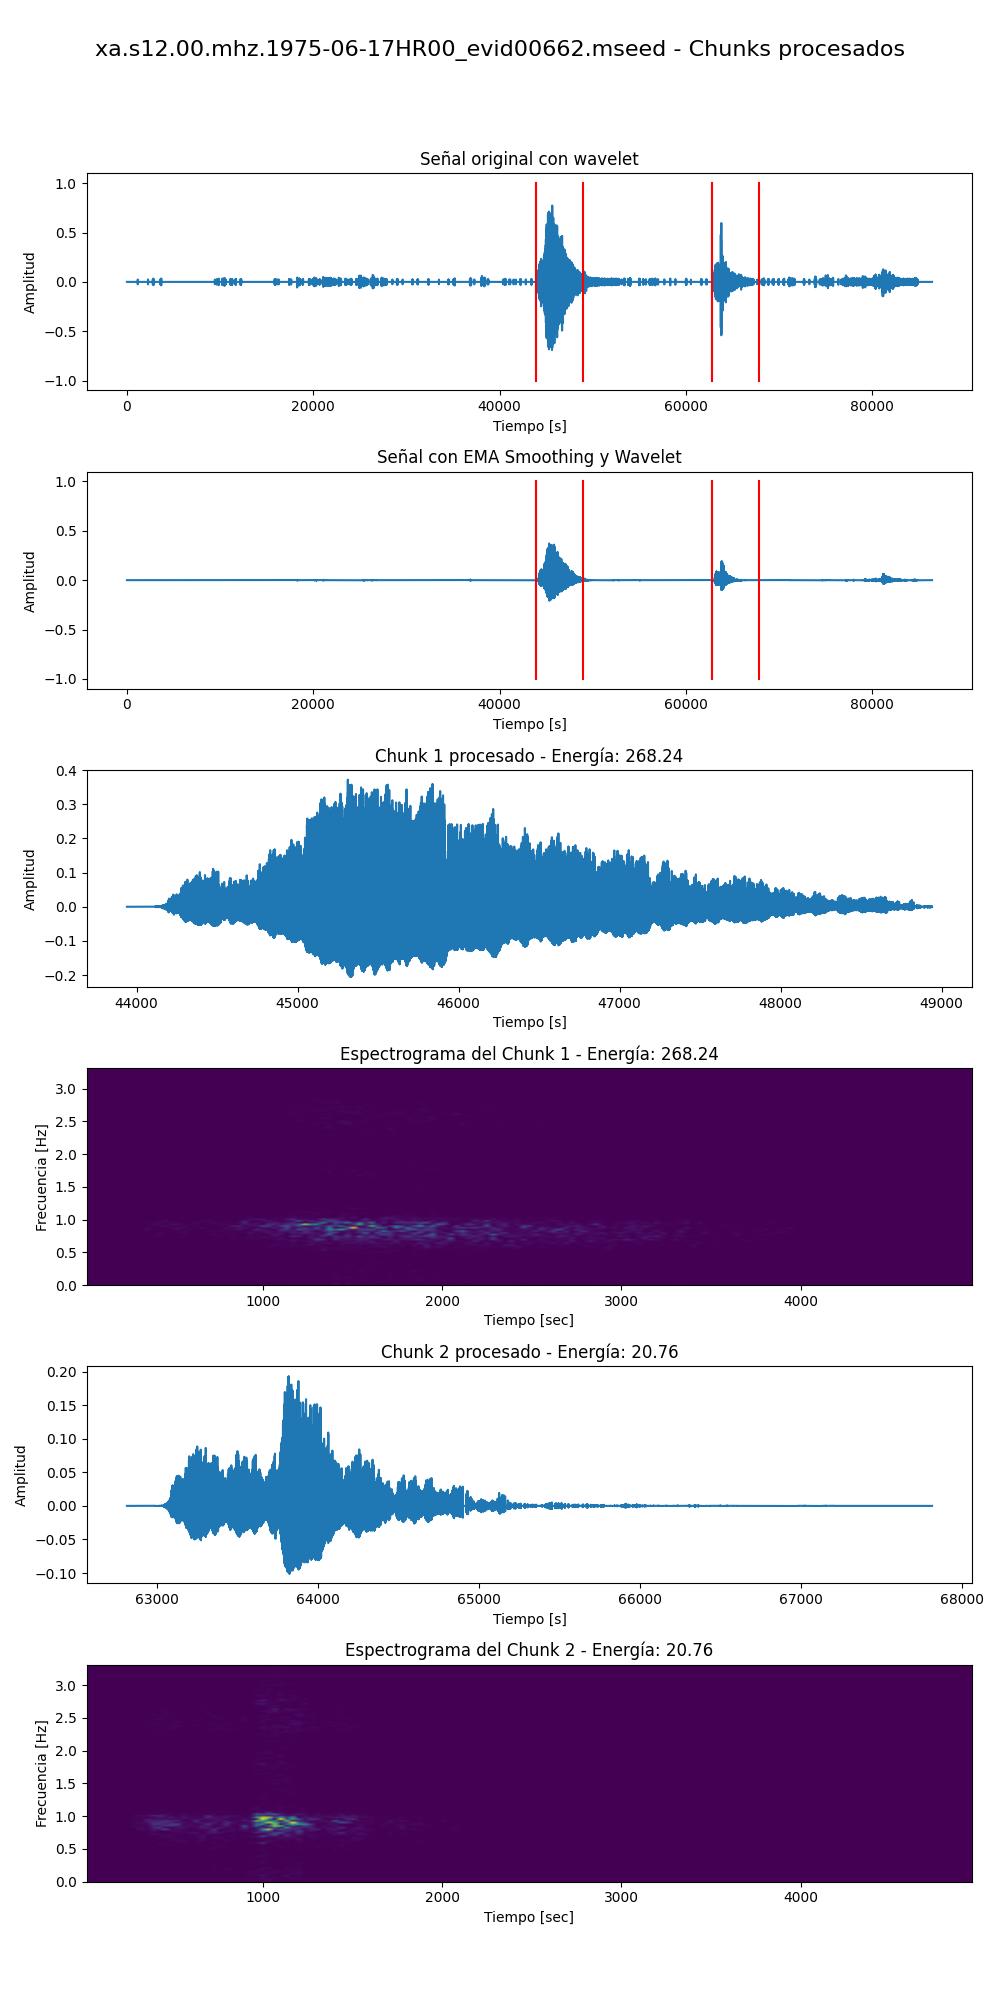 xa.s12.00.mhz.1975-06-17HR00_evid00662.mseed - Chunks procesados
Señal original con wavelet
Amplitud
1.0
0.5
0.0
−0.5
−1.0
0 20000 40000 60000 80000
Tiempo [s]
Señal con EMA Smoothing y Wavelet
Amplitud
1.0
0.5
0.0
−0.5
−1.0
0 20000 40000 60000 80000
Tiempo [s]
Chunk 1 procesado - Energía: 268.24
Amplitud
0.4
0.3
0.2
0.1
0.0
−0.1
−0.2
44000 45000 46000 47000 48000 49000
Tiempo [s]
Espectrograma del Chunk 1 - Energía: 268.24
Frecuencia [Hz]
3.0
2.5
2.0
1.5
1.0
0.5
0.0
1000 2000 3000 4000
Tiempo [sec]
Chunk 2 procesado - Energía: 20.76
Amplitud
0.20
0.15
0.10
0.05
0.00
−0.05
−0.10
63000 64000 65000 66000 67000 68000
Tiempo [s]
Espectrograma del Chunk 2 - Energía: 20.76
Frecuencia [Hz]
3.0
2.5
2.0
1.5
1.0
0.5
0.0
1000 2000 3000 4000
Tiempo [sec]